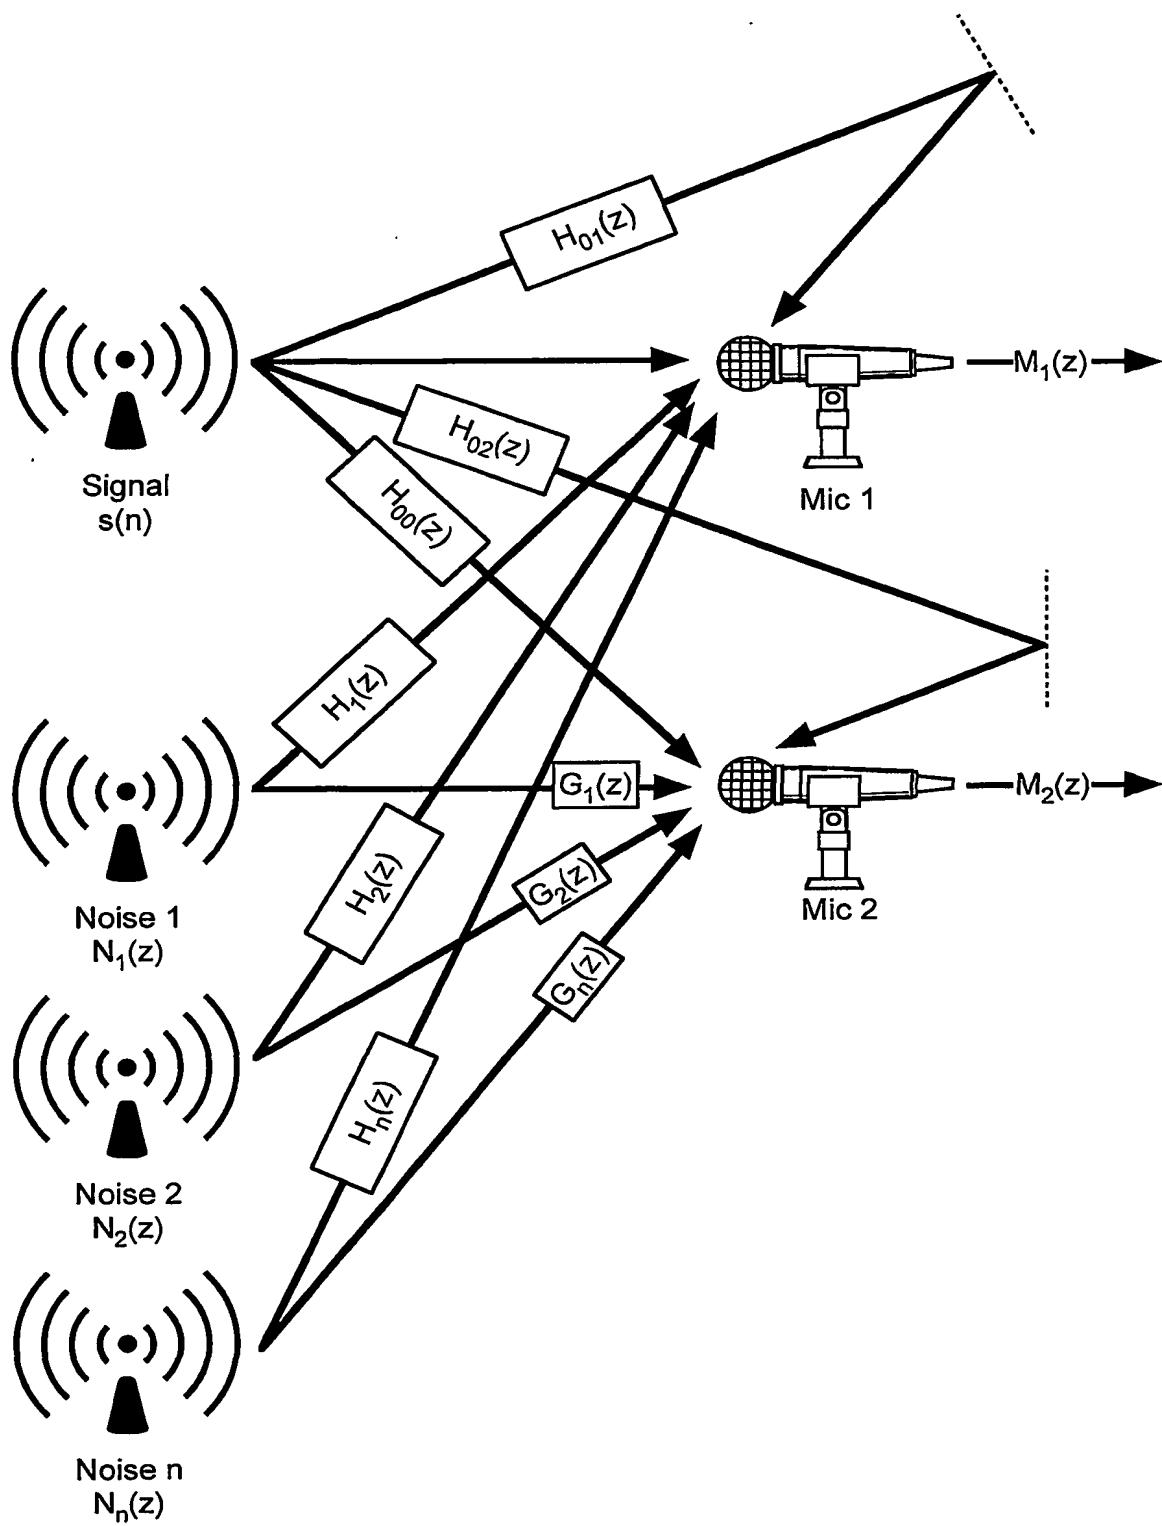 H₀₁(z)
M₁(z)
H₀₂(z)
Signal
s(n)
Mic 1
H₀₀(z)
H₁(z)
G₁(z)
M₂(z)
H₂(z)
G₂(z)
Mic 2
Noise 1
N₁(z)
Gₙ(z)
Hₙ(z)
Noise 2
N₂(z)
Noise n
Nₙ(z)